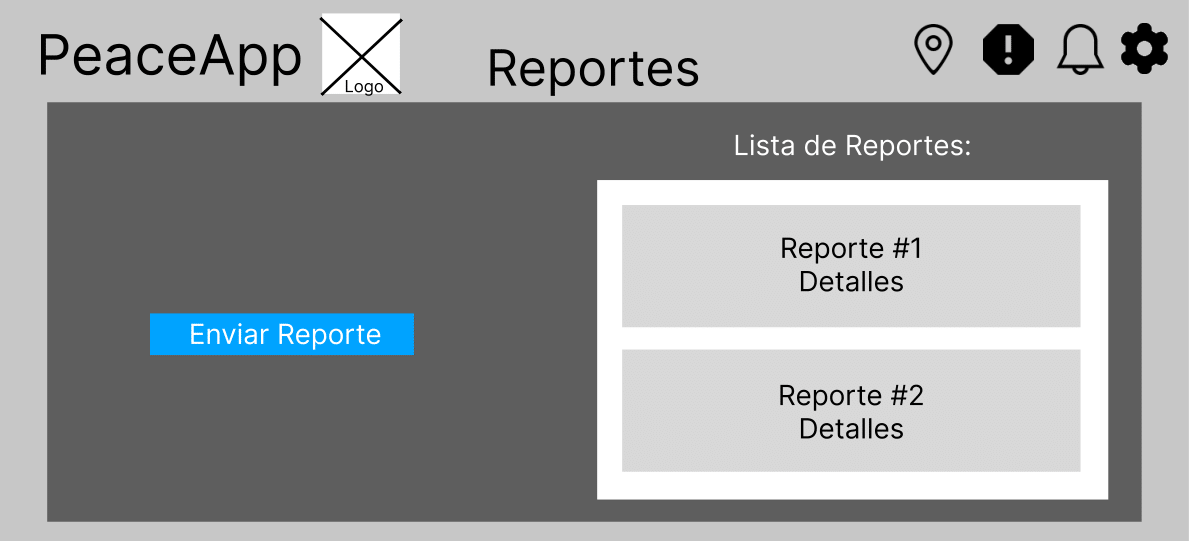 PeaceApp
Logo
Reportes
Lista de Reportes:
Enviar Reporte
Reporte #1
Detalles
Reporte #2
Detalles